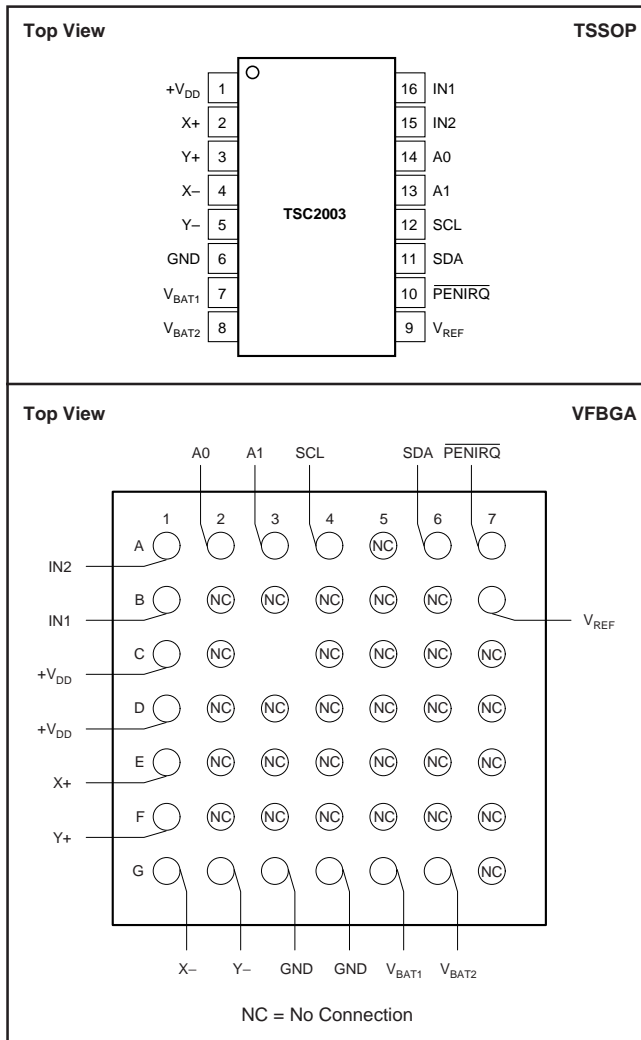 Top View TSSOP
+VDD 1 16 IN1
X+ 2 15 IN2
Y+ 3 14 A0
X– 4 13 A1
TSC2003
Y– 5 12 SCL
GND 6 11 SDA
VBAT1 7 10 PENIRQ
VBAT2 8 9 VREF
Top View VFBGA
A0 A1 SCL SDA PENIRQ
1 2 3 4 5 6 7
A NC
IN2
B NC NC NC NC NC
IN1 VREF
C NC NC NC NC NC
+VDD
D NC NC NC NC NC NC
+VDD
E NC NC NC NC NC NC
X+
F NC NC NC NC NC NC
Y+
G NC
X– Y– GND GND VBAT1 VBAT2
NC = No Connection